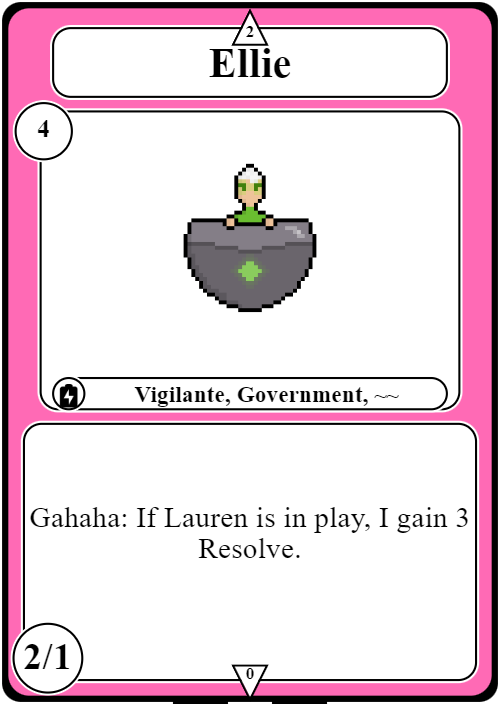 2
Ellie
4
Vigilante, Government, ~~
Gahaha: If Lauren is in play, I gain 3
Resolve.
2/1
0